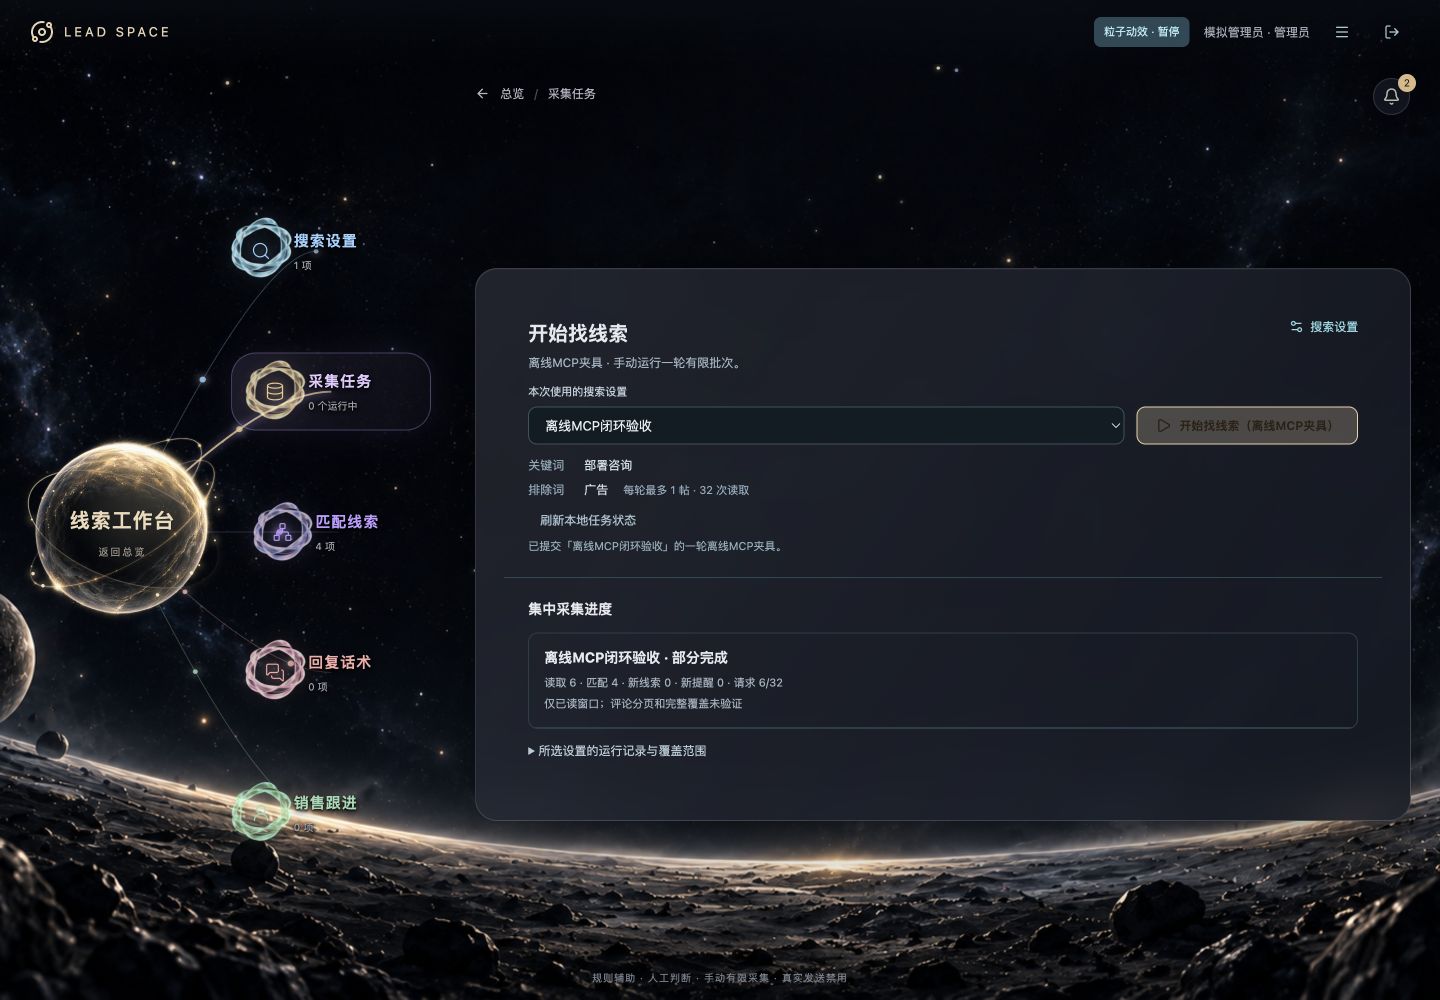 LEAD SPACE
粒子动效 · 暂停
模拟管理员 · 管理员
总览 / 采集任务
2
搜索设置
1 项
采集任务
0 个运行中
线索工作台
返回总览
匹配线索
4 项
回复话术
0 项
销售跟进
0 项
开始找线索
搜索设置
离线MCP夹具 · 手动运行一轮有限批次。
本次使用的搜索设置
离线MCP闭环验收
开始找线索（离线MCP夹具）
关键词 部署咨询
排除词 广告 每轮最多 1 帖 · 32 次读取
刷新本地任务状态
已提交「离线MCP闭环验收」的一轮离线MCP夹具。
集中采集进度
离线MCP闭环验收 · 部分完成
读取 6 · 匹配 4 · 新线索 0 · 新提醒 0 · 请求 6/32
仅已读窗口；评论分页和完整覆盖未验证
所选设置的运行记录与覆盖范围
规则辅助 · 人工判断 · 手动有限采集 · 真实发送禁用